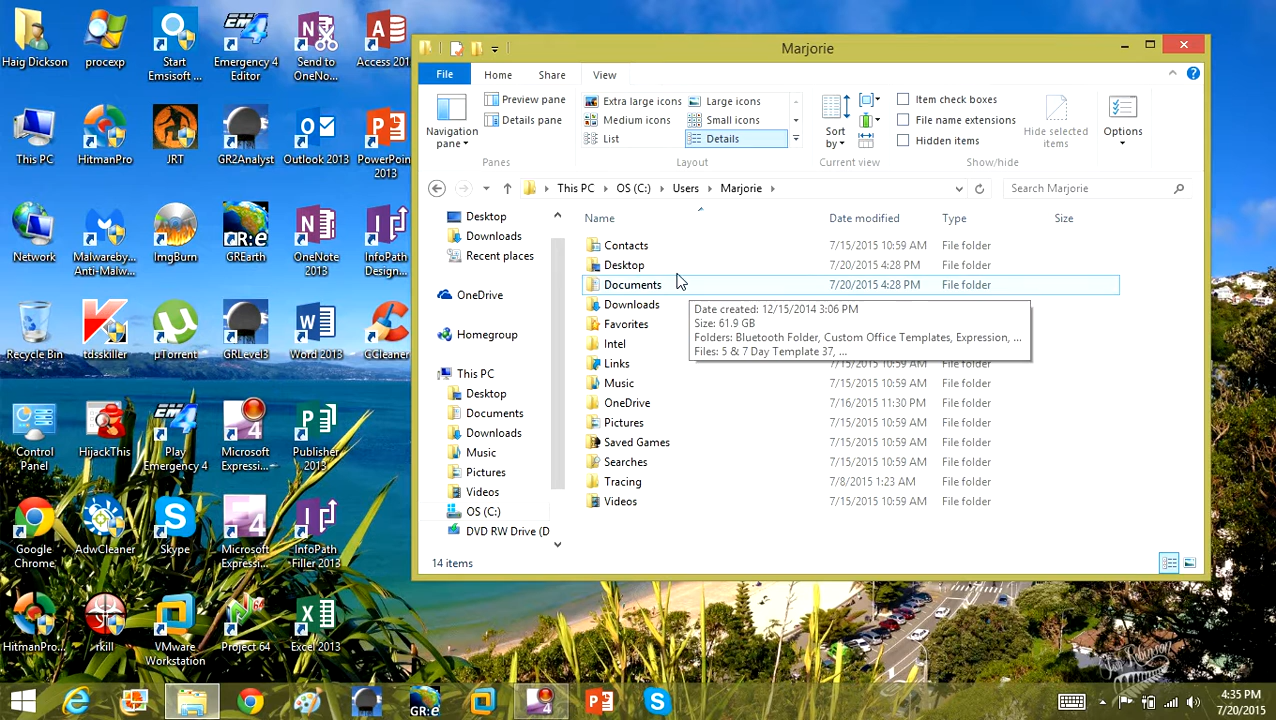 Haig Dickson
procexp
Start Emsisoft ...
Emergency 4 Editor
Send to OneNo...
Access 201
This PC
HitmanPro
JRT
GR2Analyst
Outlook 2013
PowerPoin 2013
Network
Malwareby... Anti-Malw...
ImgBurn
GREarth
OneNote 2013
InfoPath Design...
Recycle Bin
tdsskiller
µTorrent
GRLevel3
Word 2013
CCleaner
Control Panel
HijackThis
Play Emergency 4
Microsoft Expressi...
Publisher 2013
Google Chrome
AdwCleaner
Skype
Microsoft Expressi...
InfoPath Filler 2013
HitmanPro...
rkill
VMware Workstation
Project 64
Excel 2013
Marjorie
File
Home
Share
View
Navigation pane
Preview pane
Details pane
Panes
Extra large icons
Large icons
Medium icons
Small icons
List
Details
Layout
Sort by
Current view
Item check boxes
File name extensions
Hidden items
Hide selected items
Show/hide
Options
This PC
OS (C:)
Users
Marjorie
Search Marjorie
Desktop
Downloads
Recent places
OneDrive
Homegroup
This PC
Desktop
Documents
Downloads
Music
Pictures
Videos
OS (C:)
DVD RW Drive (D
Name Date modified Type Size
Contacts 7/15/2015 10:59 AM File folder
Desktop 7/20/2015 4:28 PM File folder
Documents 7/20/2015 4:28 PM File folder
Downloads
Favorites
Intel
Date created: 12/15/2014 3:06 PM
Size: 61.9 GB
Folders: Bluetooth Folder, Custom Office Templates, Expression, ...
Files: 5 & 7 Day Template 37, ...
Links 7/15/2015 10:59 AM File folder
Music 7/15/2015 10:59 AM File folder
OneDrive 7/16/2015 11:30 PM File folder
Pictures 7/15/2015 10:59 AM File folder
Saved Games 7/15/2015 10:59 AM File folder
Searches 7/15/2015 10:59 AM File folder
Tracing 7/8/2015 1:23 AM File folder
Videos 7/15/2015 10:59 AM File folder
14 items
Robinson
4:35 PM
7/20/2015